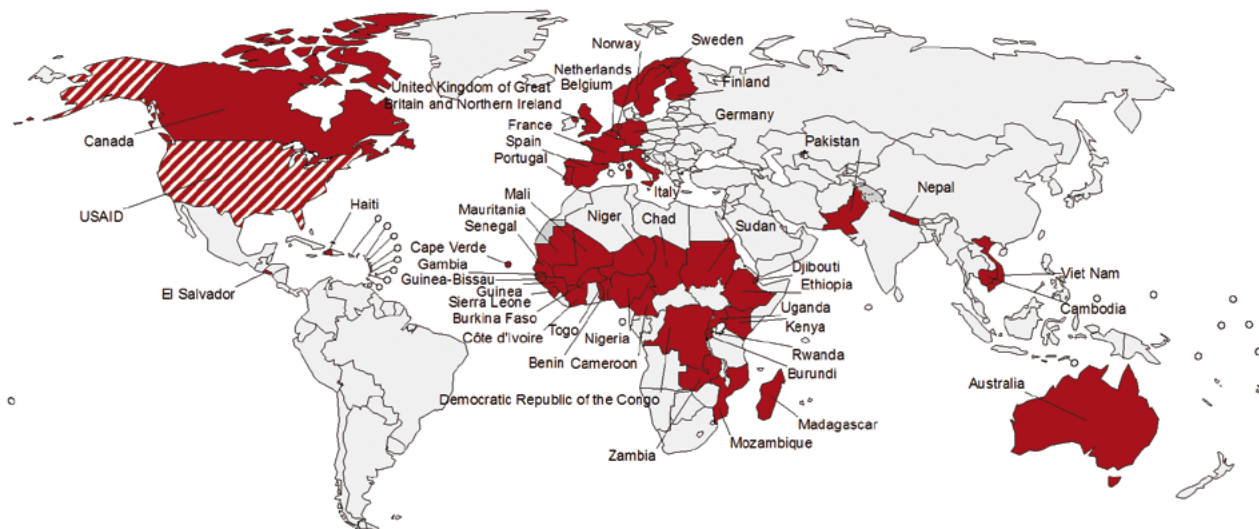 Norway
Sweden
Netherlands
Belgium
Finland
United Kingdom of Great
Britain and Northern Ireland
Germany
Canada
France
Spain
Portugal
Pakistan
Italy
Nepal
USAID
Haiti
Mali
Mauritania
Senegal
Niger
Chad
Sudan
Cape Verde
Gambia
Guinea-Bissau
Guinea
Sierra Leone
Burkina Faso
Côte d'Ivoire
Togo
Benin
Nigeria
Cameroon
El Salvador
Djibouti
Ethiopia
Uganda
Kenya
Rwanda
Burundi
Viet Nam
Cambodia
Democratic Republic of the Congo
Zambia
Mozambique
Madagascar
Australia